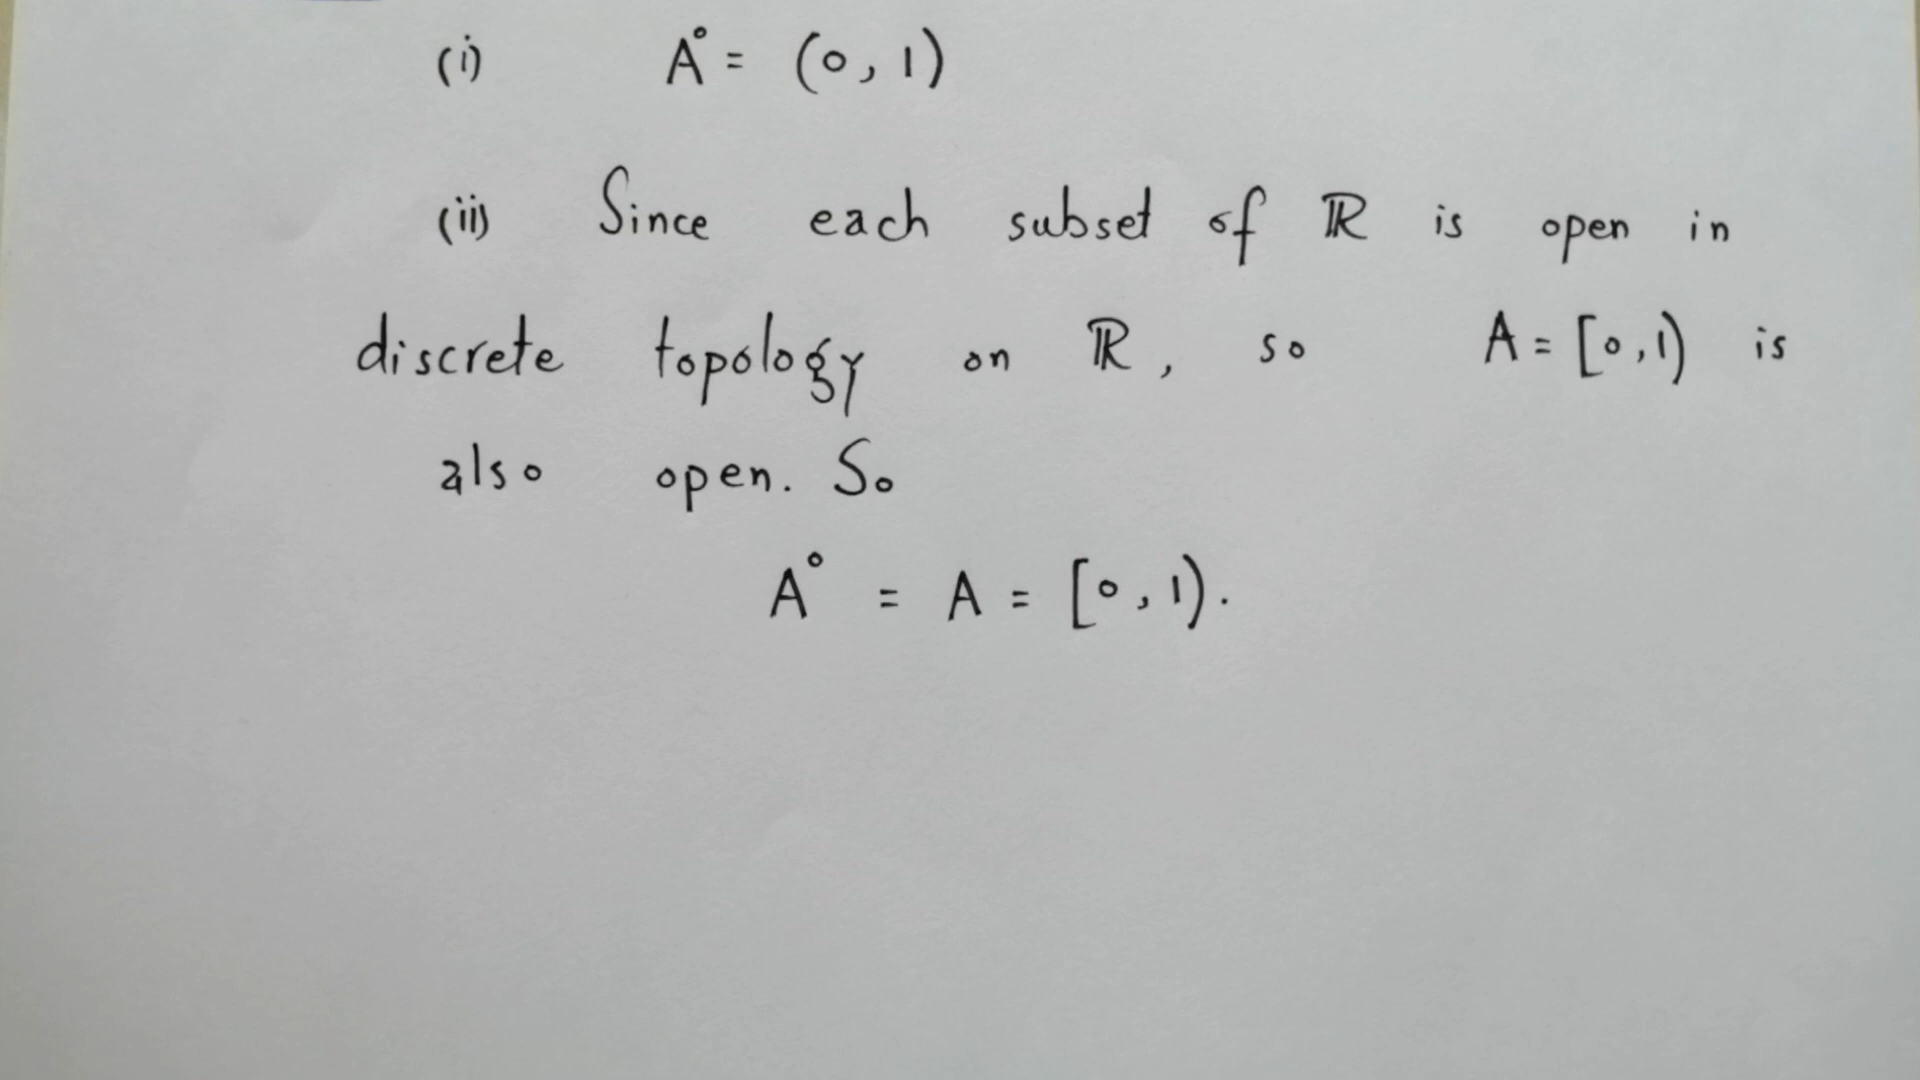 (i) A° = (0, 1)
(ii) Since each subset of ℝ is open in
discrete topology on ℝ, so A = [0, 1) is
also open. So
A° = A = [0, 1).